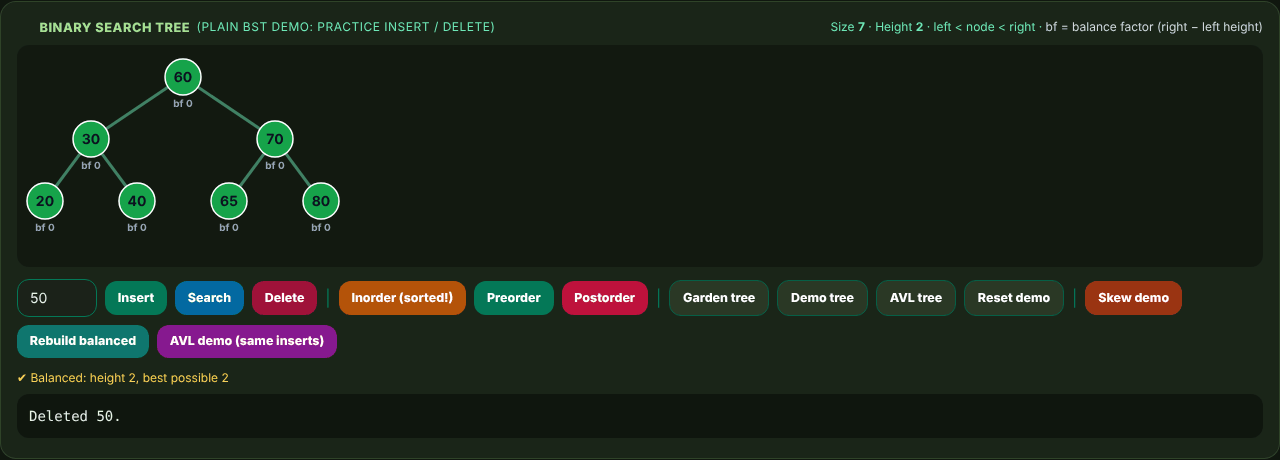 BINARY SEARCH TREE (PLAIN BST DEMO: PRACTICE INSERT / DELETE) Size 7 · Height 2 · left < node < right · bf = balance factor (right − left height)
60
bf 0
30 70
bf 0 bf 0
20 40 65 80
bf 0 bf 0 bf 0 bf 0
50 Insert Search Delete Inorder (sorted!) Preorder Postorder Garden tree Demo tree AVL tree Reset demo Skew demo
Rebuild balanced AVL demo (same inserts)
✔ Balanced: height 2, best possible 2
Deleted 50.